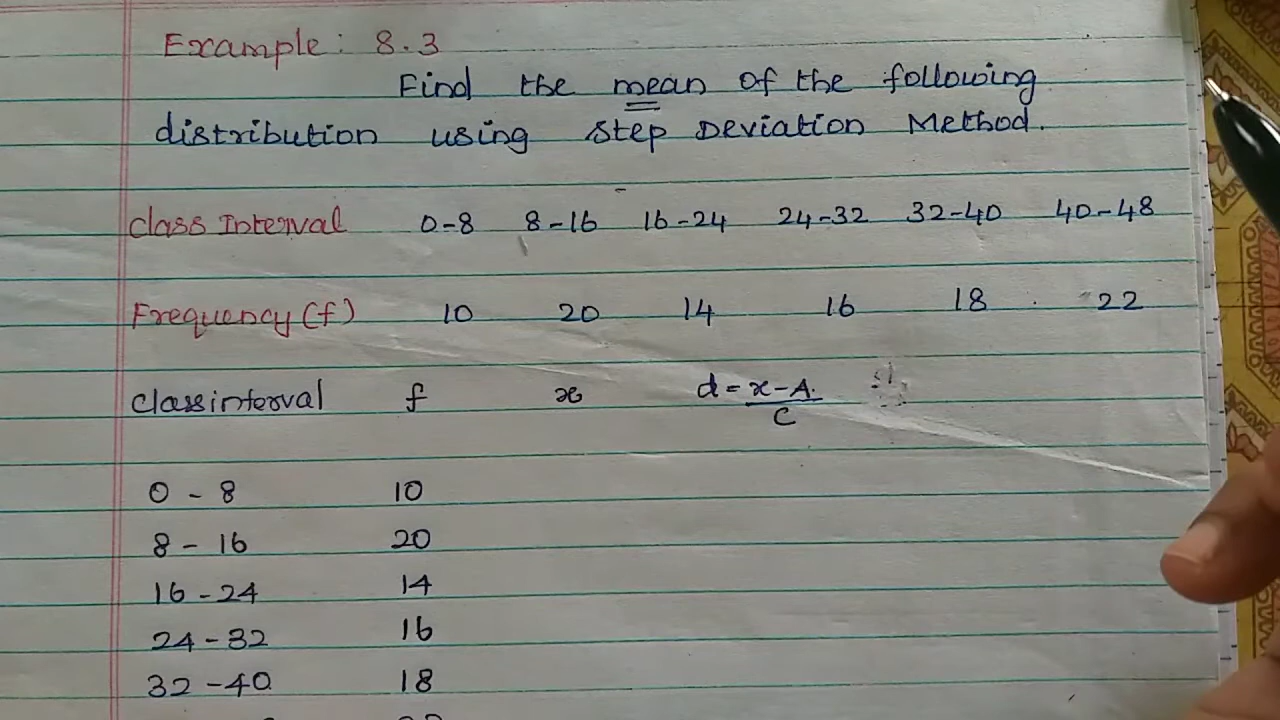 Example: 8.3
Find the mean of the following
distribution using Step Deviation Method.
Class Interval 0-8 8-16 16-24 24-32 32-40 40-48
Frequency (f) 10 20 14 16 18 22
Class interval f x d = x-A / C
0 - 8 10
8 - 16 20
16 - 24 14
24 - 32 16
32 - 40 18